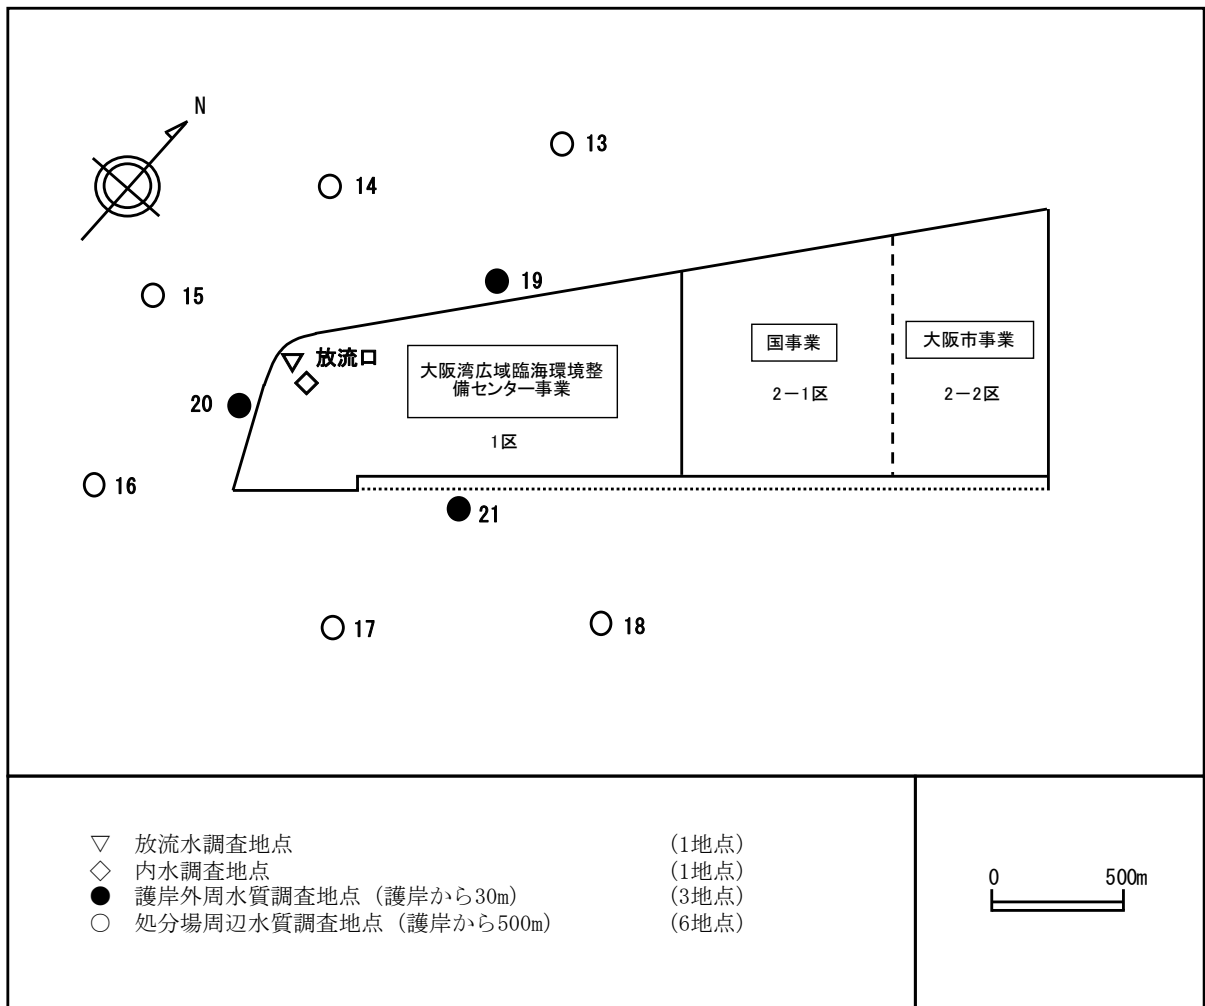 N
13
14
15
19
放流口
国事業
大阪市事業
大阪湾広域臨海環境整
備センター事業
20
2－1区
2－2区
1区
16
21
17
18
▽ 放流水調査地点 (1地点)
◇ 内水調査地点 (1地点)
● 護岸外周水質調査地点（護岸から30m） (3地点)
○ 処分場周辺水質調査地点（護岸から500m） (6地点)
0 500m